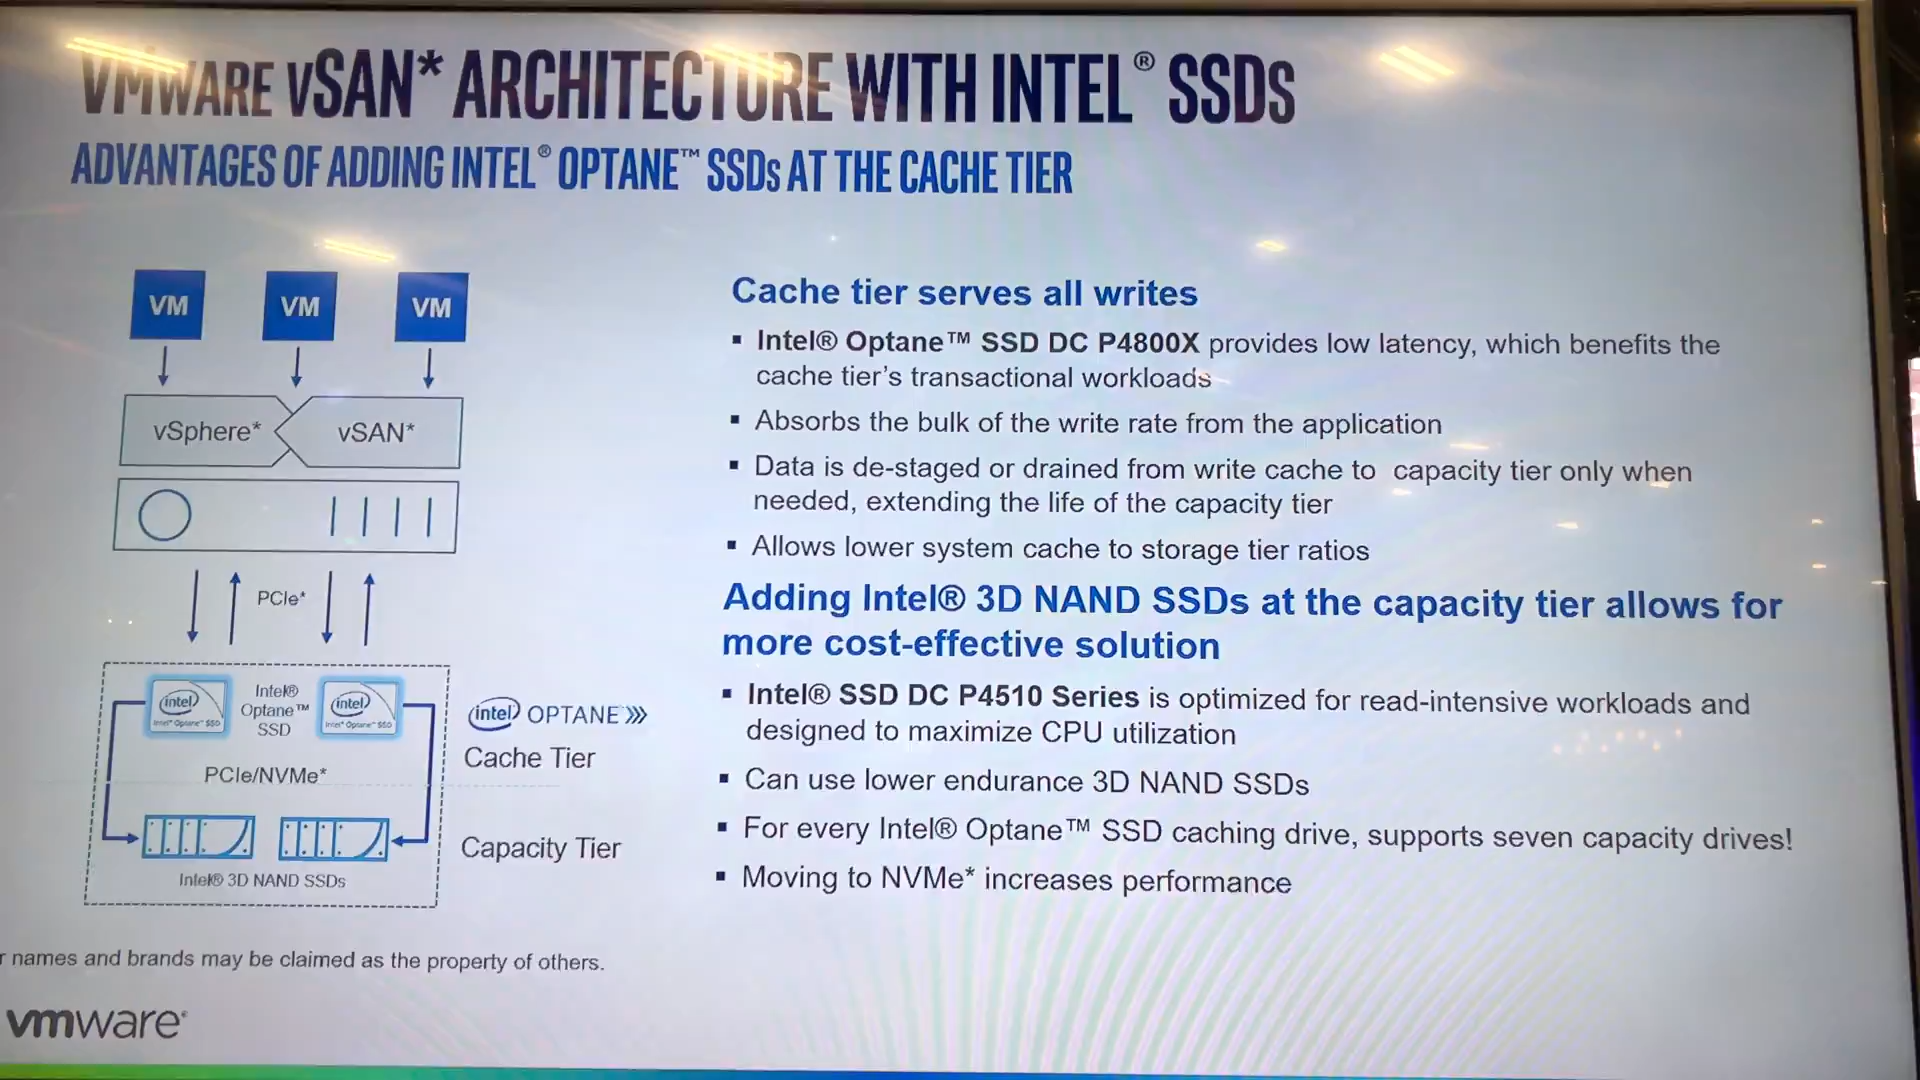 VMWARE vSAN* ARCHITECTURE WITH INTEL® SSDS
ADVANTAGES OF ADDING INTEL® OPTANE™ SSDs AT THE CACHE TIER
VM
VM
VM
vSphere*
vSAN*
PCIe*
intel
Intel® Optane™ SSD
Intel®
Optane™
SSD
intel
Intel® Optane™ SSD
PCIe/NVMe*
Intel® 3D NAND SSDs
intel OPTANE
Cache Tier
Capacity Tier
Cache tier serves all writes
▪ Intel® Optane™ SSD DC P4800X provides low latency, which benefits the
cache tier's transactional workloads
▪ Absorbs the bulk of the write rate from the application
▪ Data is de-staged or drained from write cache to capacity tier only when
needed, extending the life of the capacity tier
▪ Allows lower system cache to storage tier ratios
Adding Intel® 3D NAND SSDs at the capacity tier allows for
more cost-effective solution
▪ Intel® SSD DC P4510 Series is optimized for read-intensive workloads and
designed to maximize CPU utilization
▪ Can use lower endurance 3D NAND SSDs
▪ For every Intel® Optane™ SSD caching drive, supports seven capacity drives!
▪ Moving to NVMe* increases performance
names and brands may be claimed as the property of others.
vmware